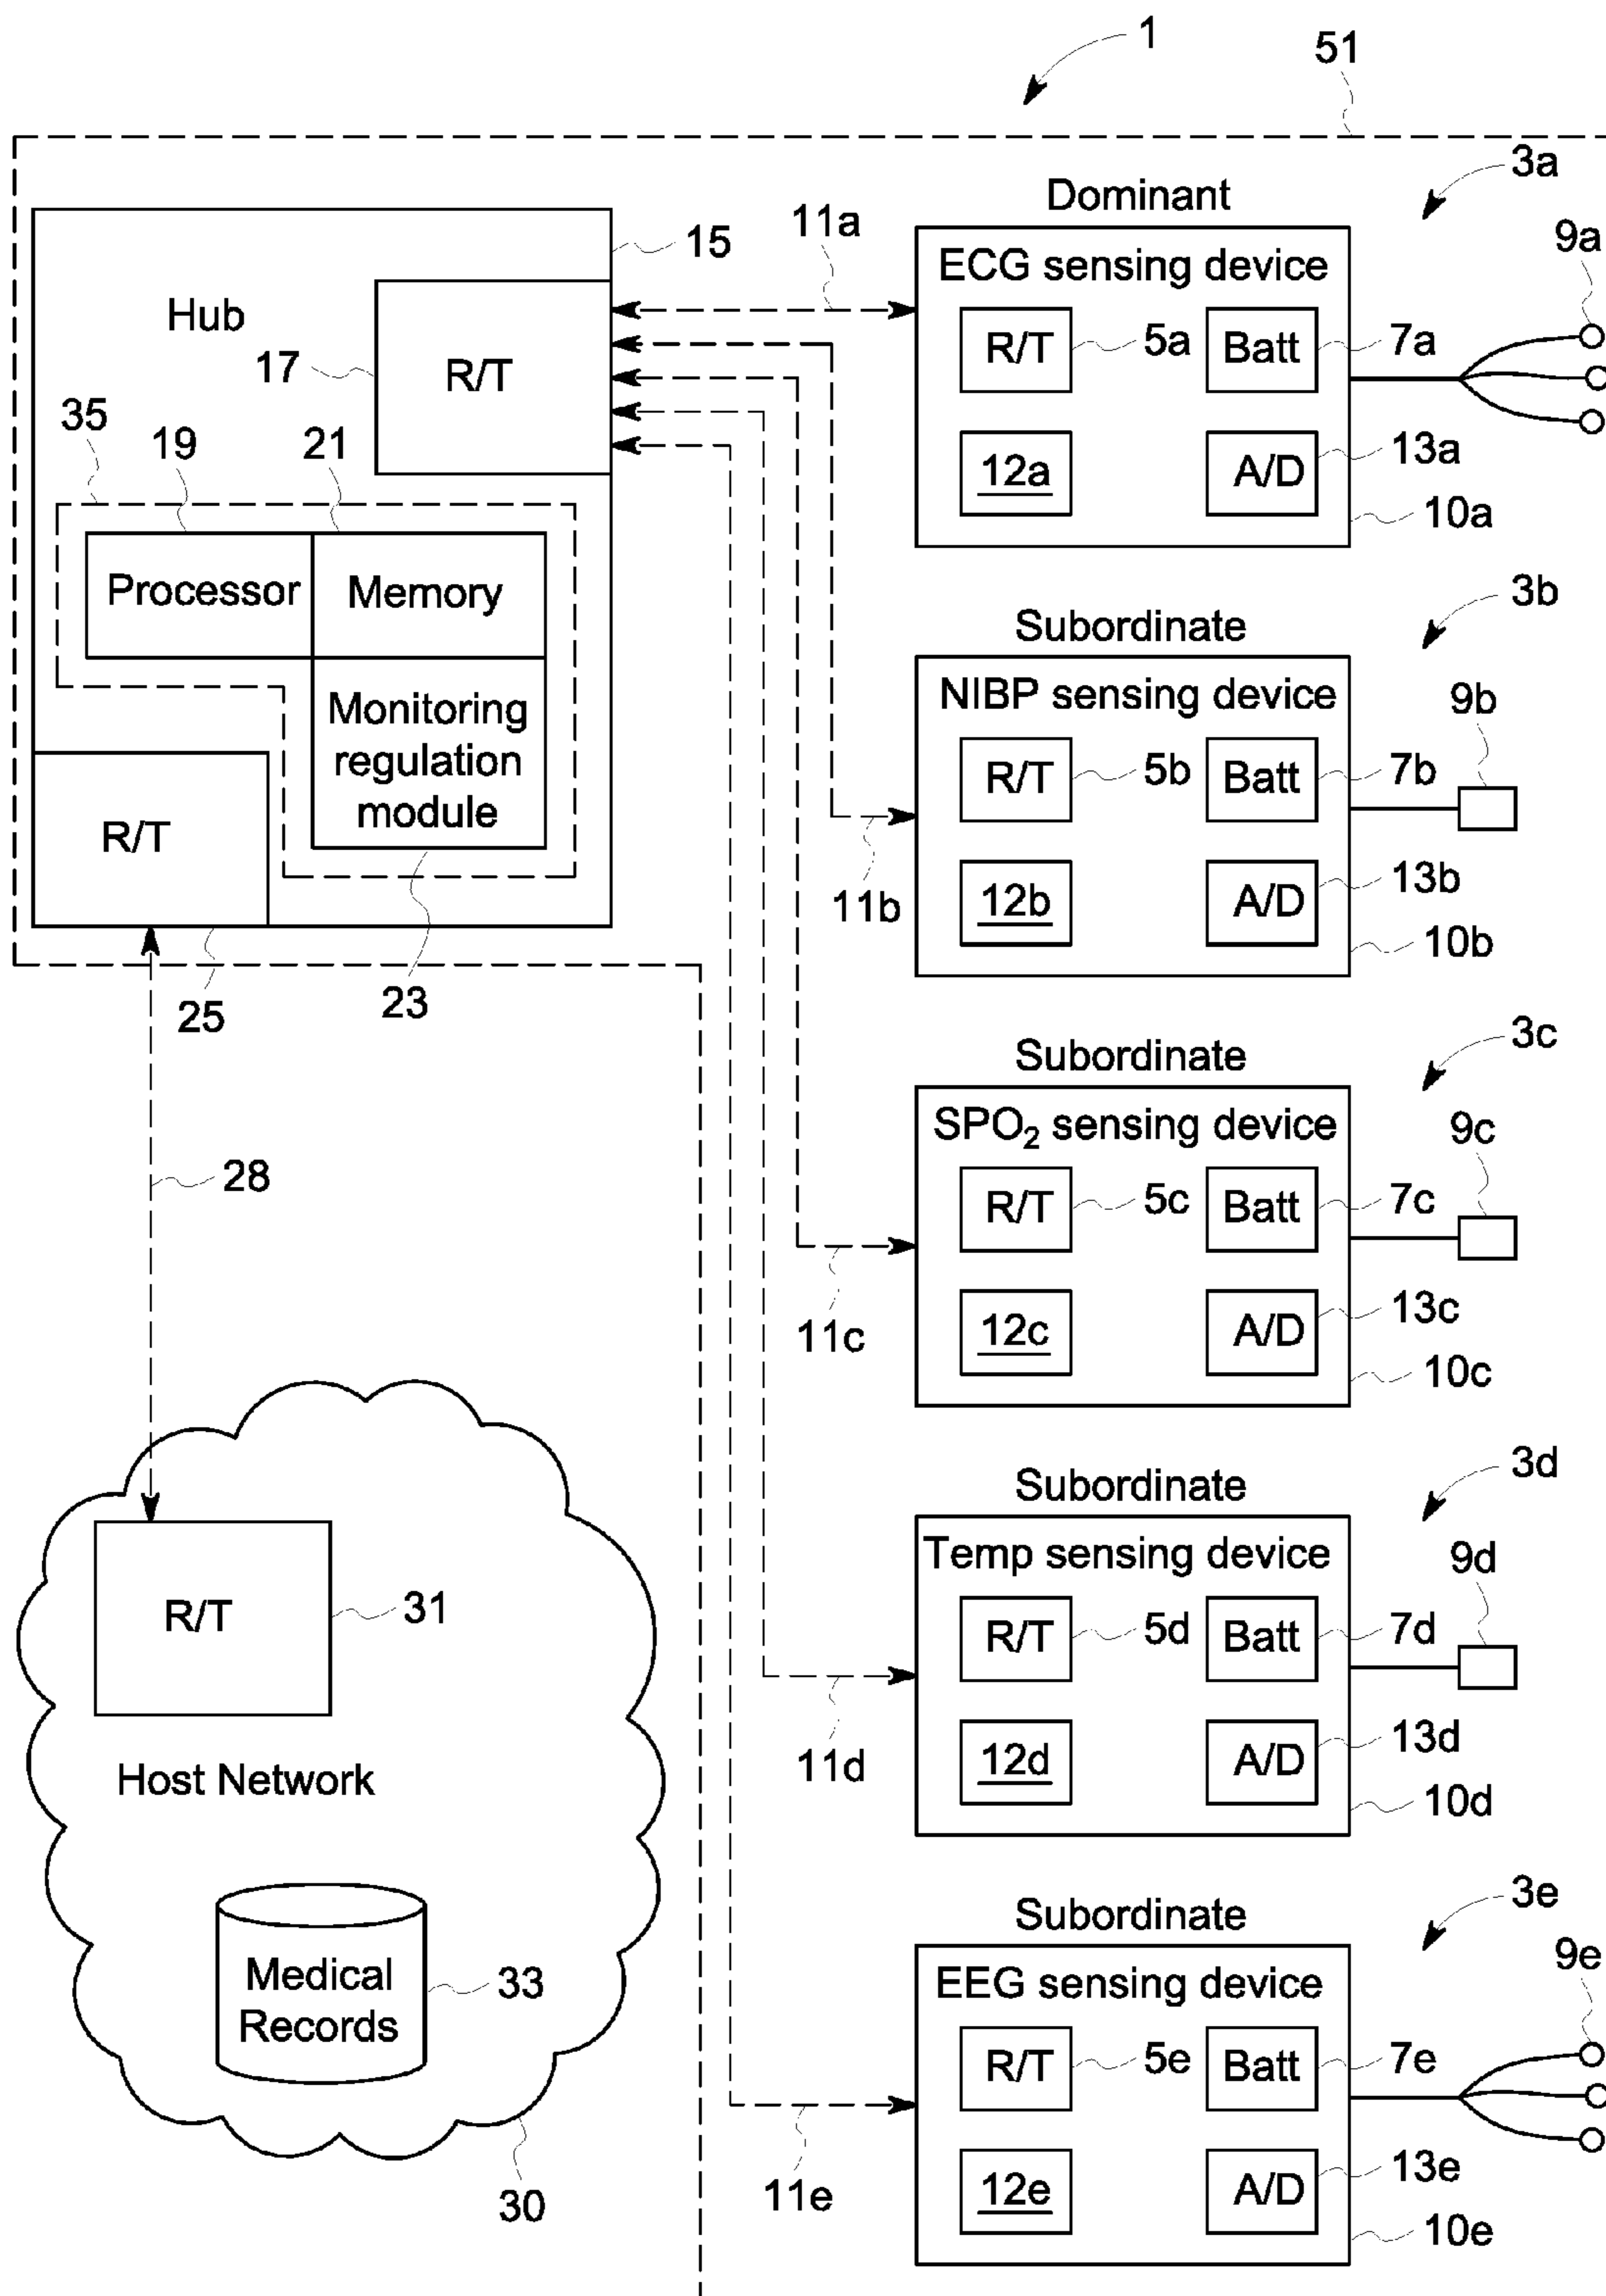 1
51
3a
Dominant
11a
15
9a
ECG sensing device
Hub
R/T
5a
Batt
7a
17
R/T
35
19
21
12a
A/D
13a
10a
Processor
Memory
3b
Subordinate
NIBP sensing device
9b
Monitoring
regulation
module
R/T
5b
Batt
7b
R/T
11b
12b
A/D
13b
10b
25
23
3c
Subordinate
SPO₂ sensing device
9c
28
R/T
5c
Batt
7c
11c
12c
A/D
13c
10c
3d
Subordinate
Temp sensing device
9d
R/T
31
R/T
5d
Batt
7d
Host Network
11d
12d
A/D
13d
10d
3e
Subordinate
9e
Medical
Records
33
EEG sensing device
R/T
5e
Batt
7e
30
11e
12e
A/D
13e
10e